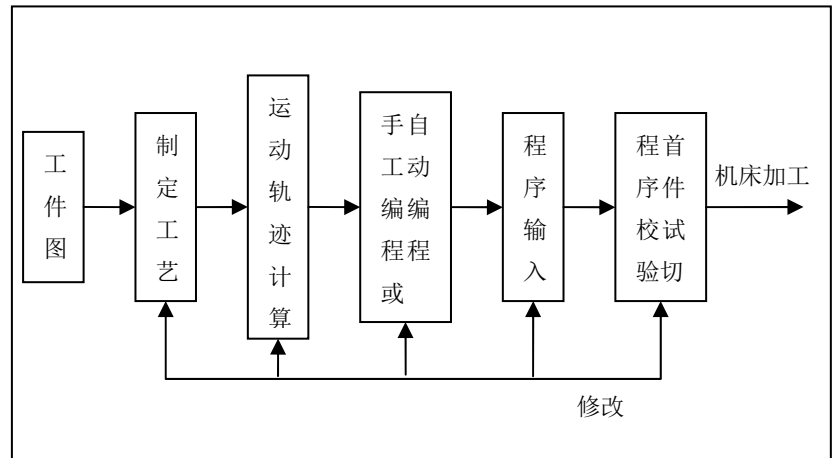 工件图
制定工艺
运动轨迹计算
手工编程或
自动编程
程序输入
程序校验
首件试切
机床加工
修改